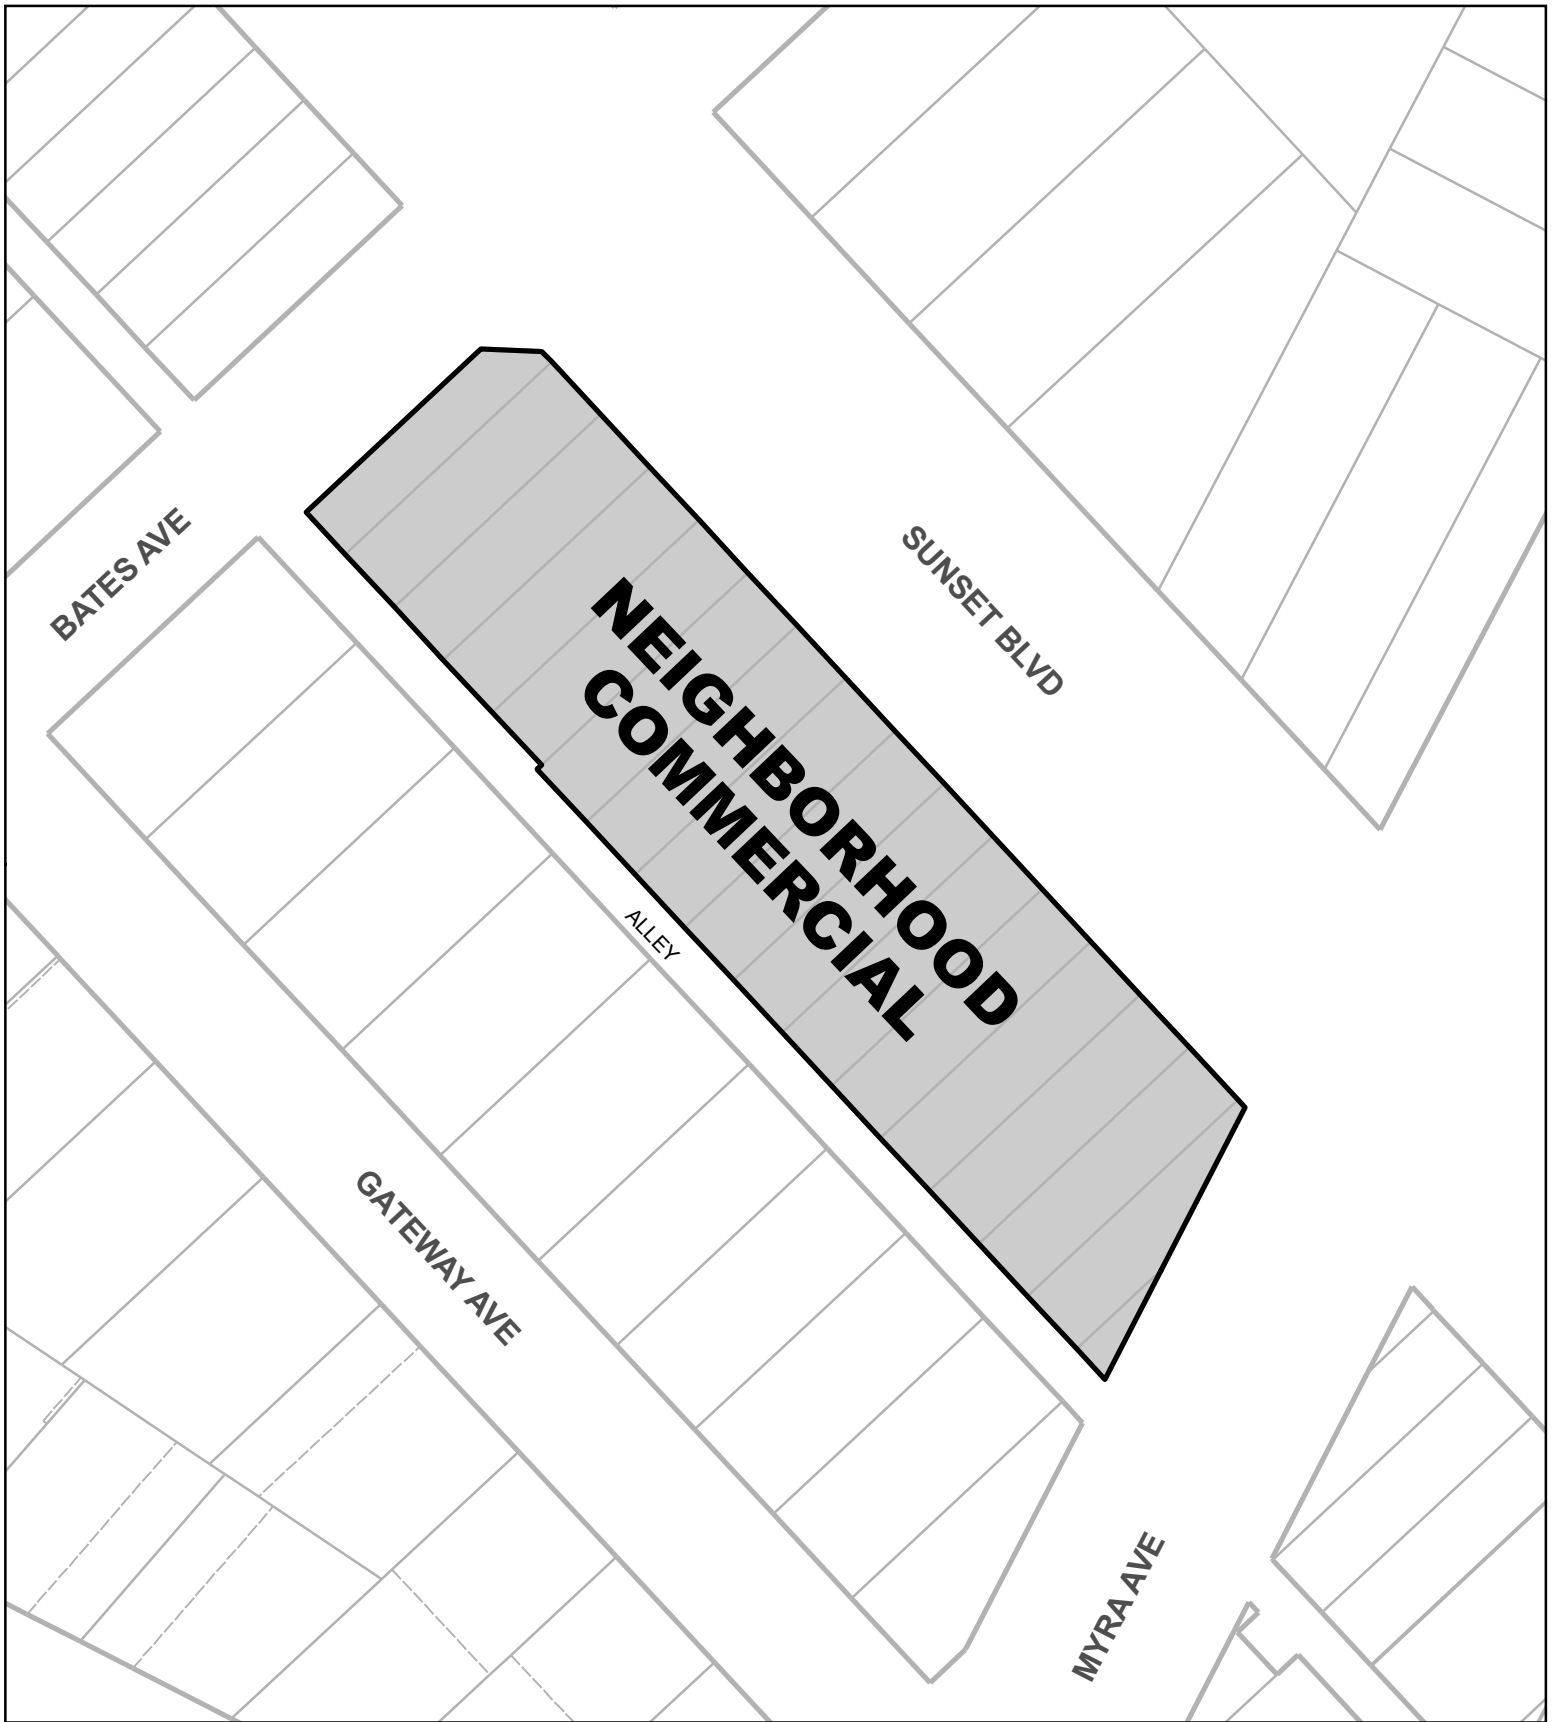 BATES AVE
SUNSET BLVD
NEIGHBORHOOD
COMMERCIAL
ALLEY
GATEWAY AVE
MYRA AVE